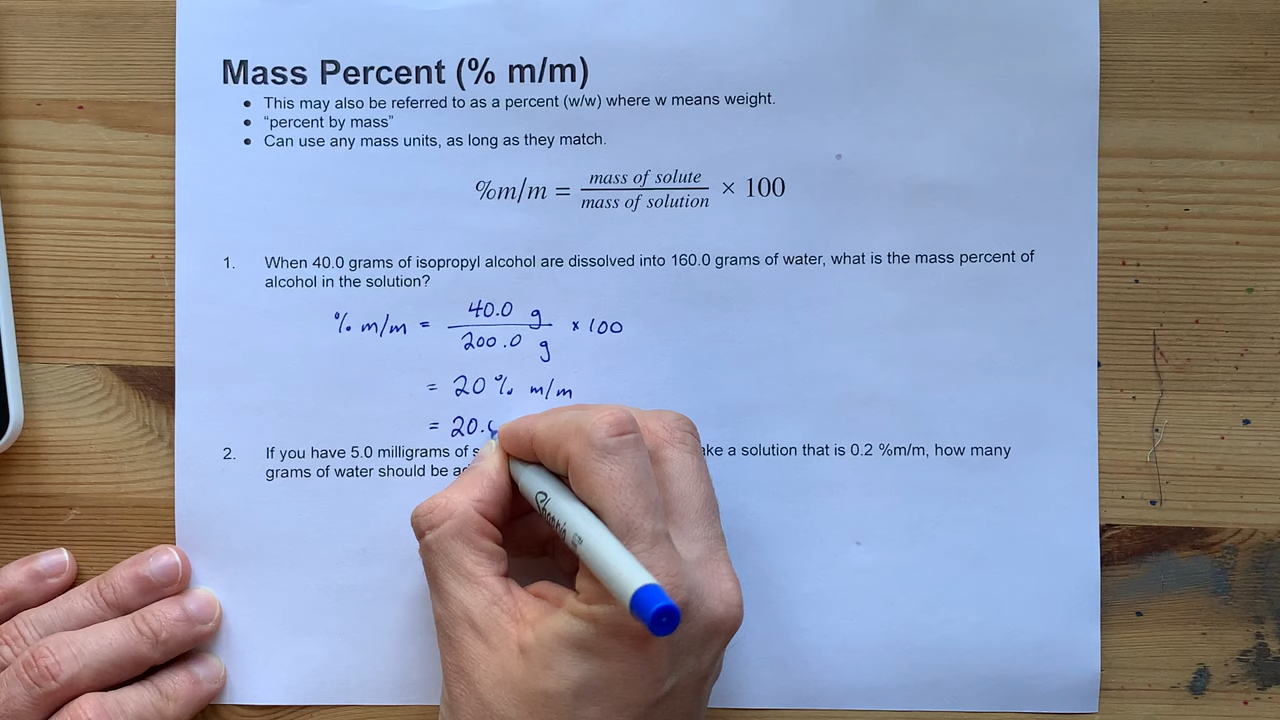 Mass Percent (% m/m)
• This may also be referred to as a percent (w/w) where w means weight.
• “percent by mass”
• Can use any mass units, as long as they match.
%m/m = mass of solute / mass of solution × 100
1. When 40.0 grams of isopropyl alcohol are dissolved into 160.0 grams of water, what is the mass percent of
alcohol in the solution?
% m/m = 40.0 g / 200.0 g × 100
= 20 % m/m
= 20.
2. If you have 5.0 milligrams of a solution that is 0.2 %m/m, how many
grams of water should be
Sharpie